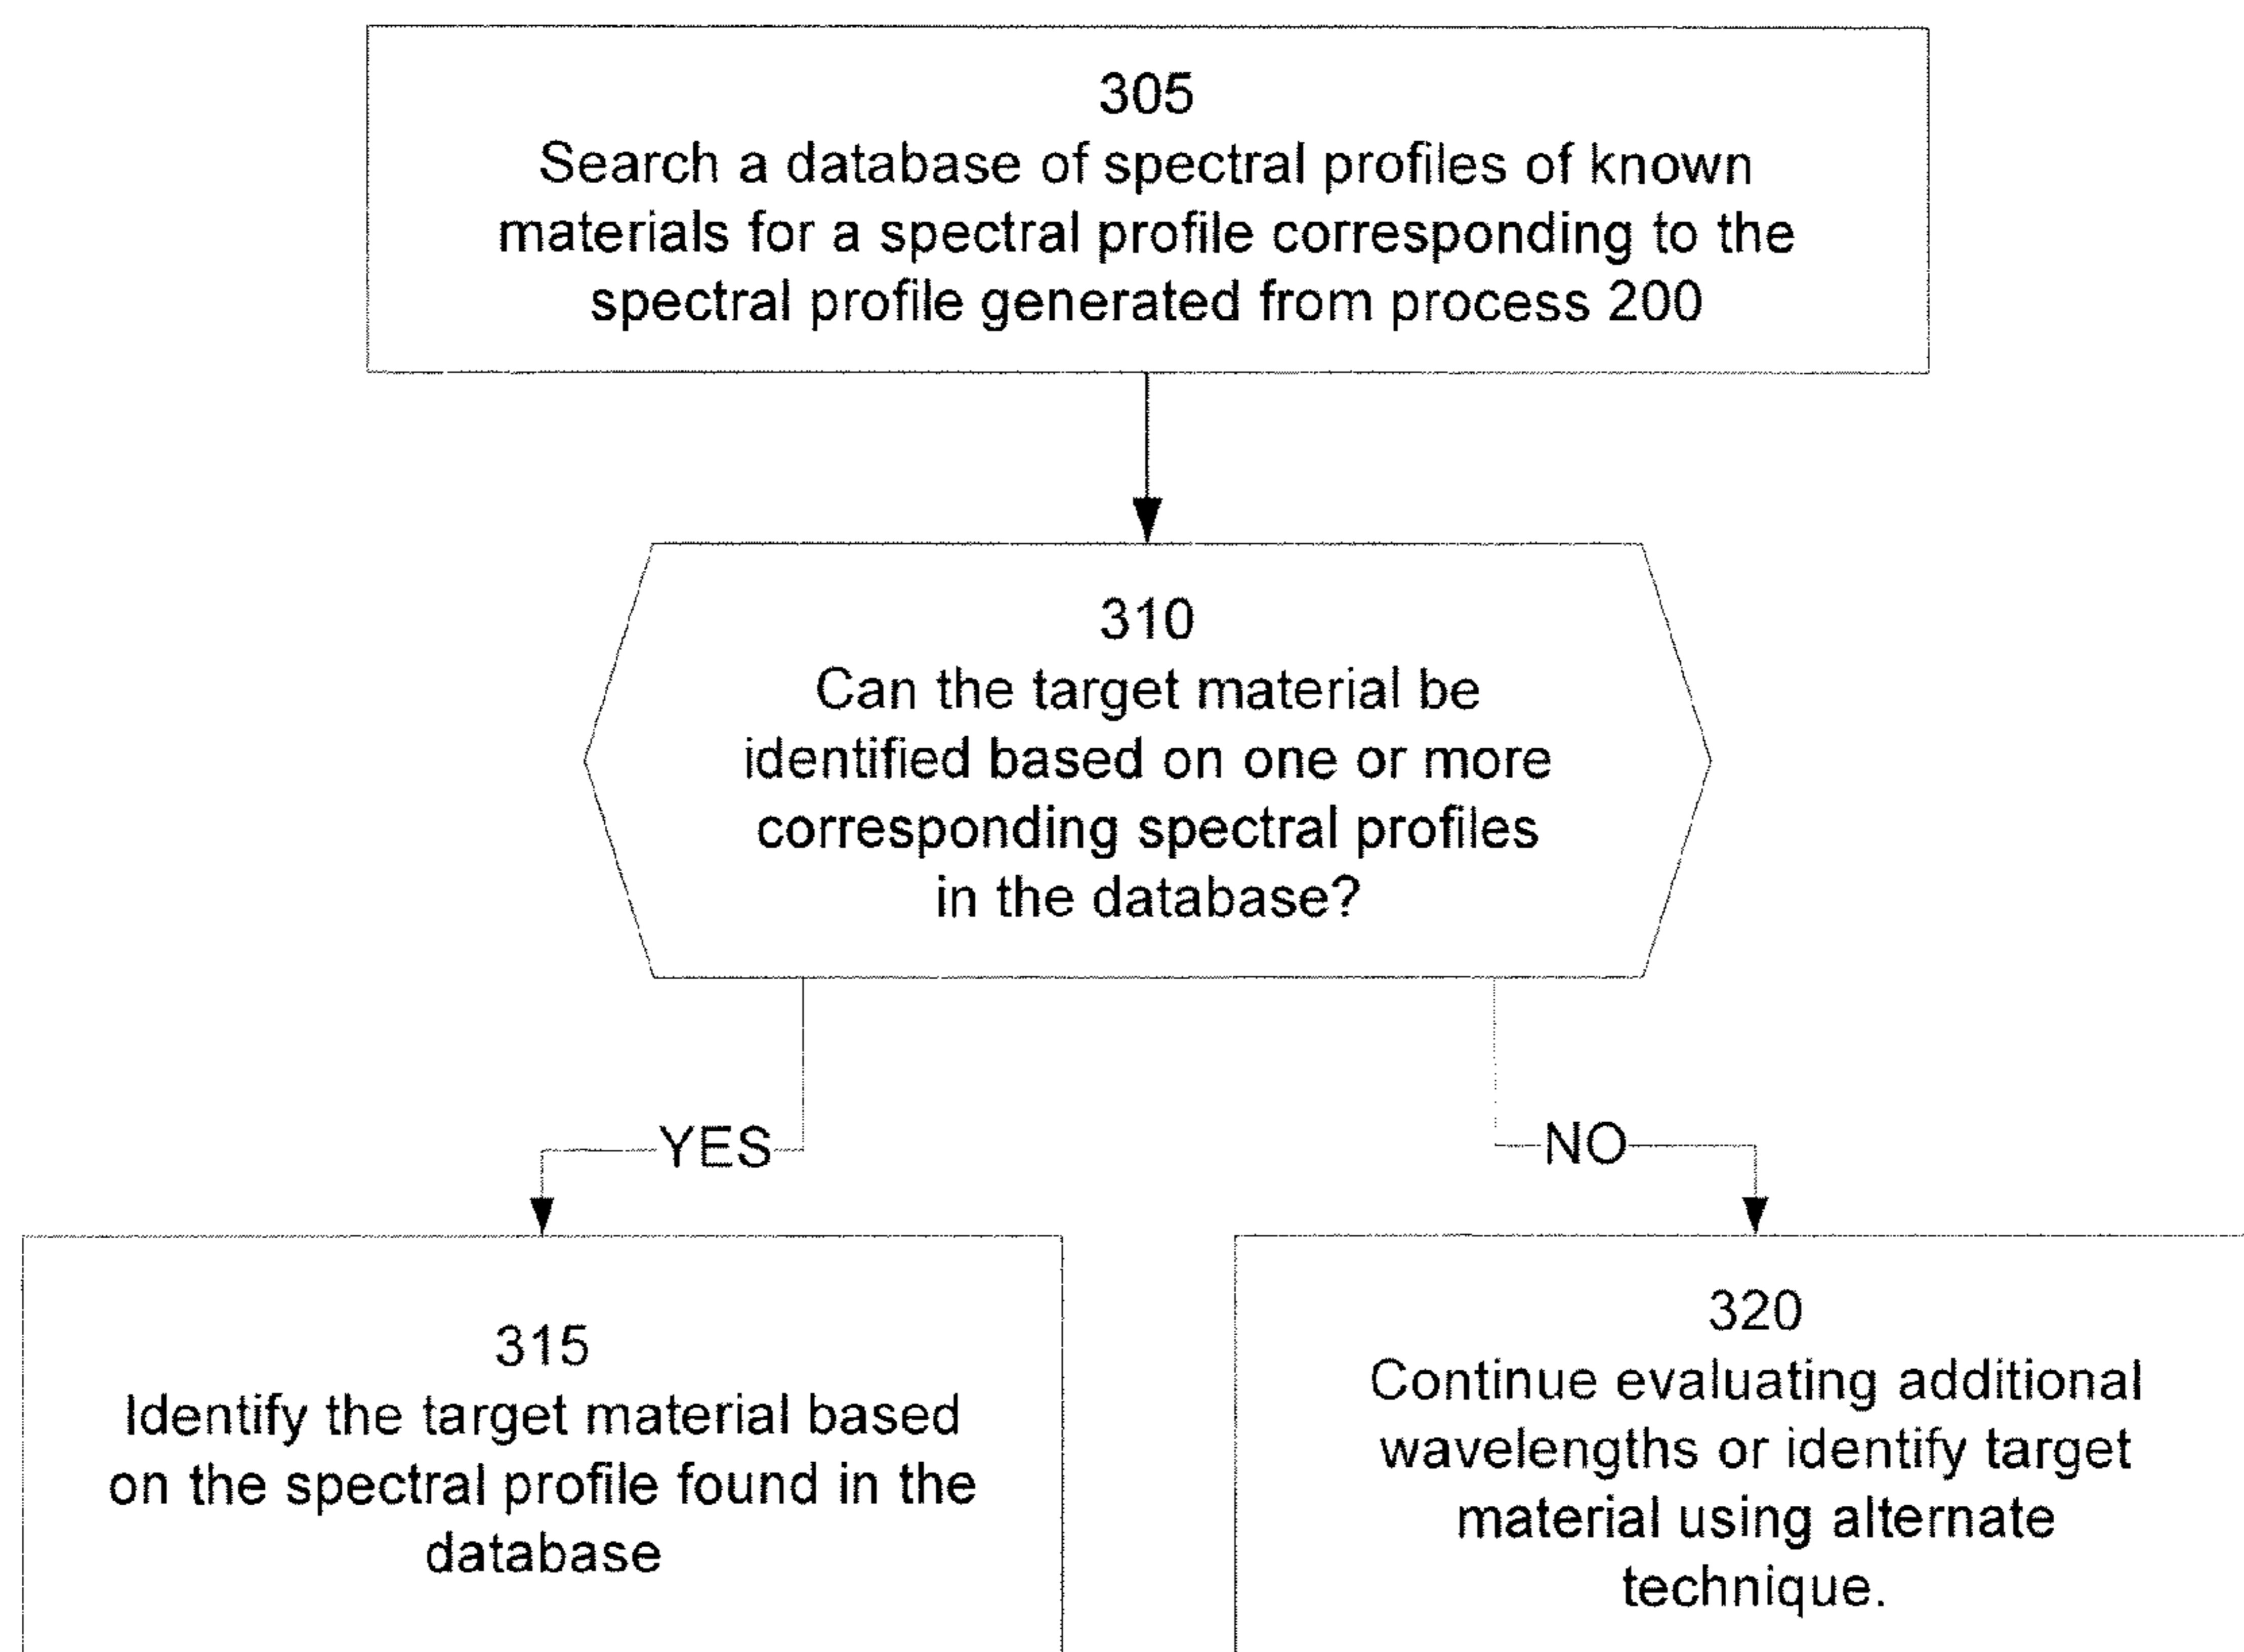 305
Search a database of spectral profiles of known
materials for a spectral profile corresponding to the
spectral profile generated from process 200
310
Can the target material be
identified based on one or more
corresponding spectral profiles
in the database?
YES
NO
315
Identify the target material based
on the spectral profile found in the
database
320
Continue evaluating additional
wavelengths or identify target
material using alternate
technique.